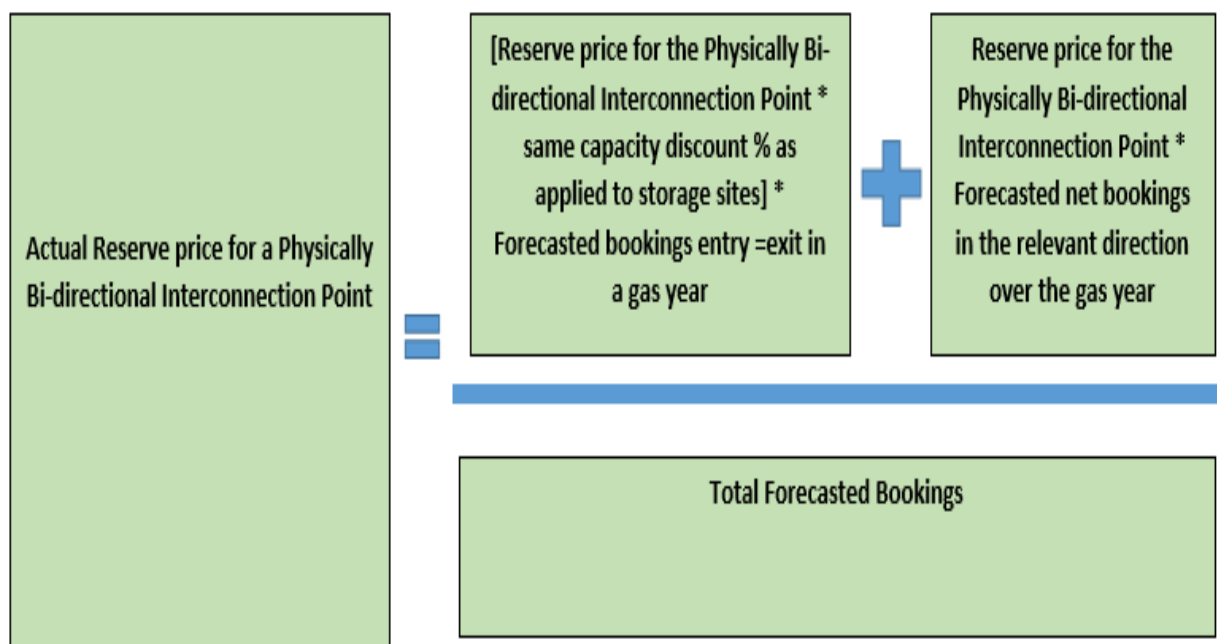 Actual Reserve price for a Physically
Bi-directional Interconnection Point
[Reserve price for the Physically Bi-
directional Interconnection Point *
same capacity discount % as
applied to storage sites] *
Forecasted bookings entry =exit in
a gas year
Reserve price for the
Physically Bi-directional
Interconnection Point *
Forecasted net bookings
in the relevant direction
over the gas year
Total Forecasted Bookings